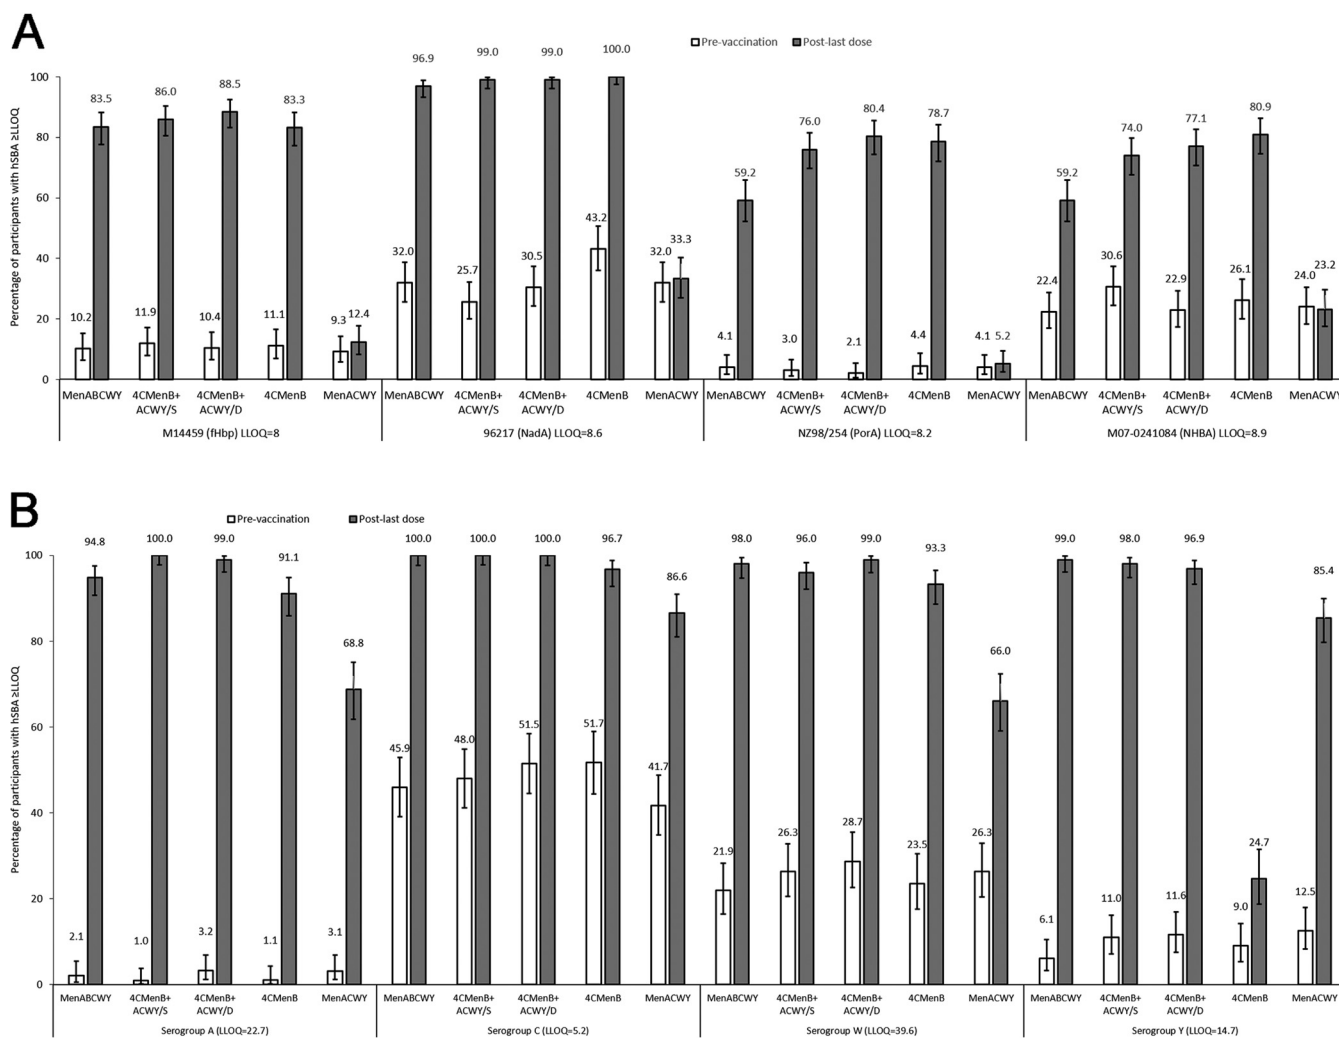 A
Pre-vaccination Post-last dose
Percentage of participants with hSBA ≥LLOQ
100
80
60
40
20
0
10.2 83.5 11.9 86.0 10.4 88.5 11.1 83.3 9.3 12.4
32.0 96.9 25.7 99.0 30.5 99.0 43.2 100.0 32.0 33.3
4.1 59.2 3.0 76.0 2.1 80.4 4.4 78.7 4.1 5.2
22.4 59.2 30.6 74.0 22.9 77.1 26.1 80.9 24.0 23.2
MenABCWY 4CMenB+ 4CMenB+ 4CMenB MenACWY MenABCWY 4CMenB+ 4CMenB+ 4CMenB MenACWY MenABCWY 4CMenB+ 4CMenB+ 4CMenB MenACWY MenABCWY 4CMenB+ 4CMenB+ 4CMenB MenACWY
ACWY/S ACWY/D ACWY/S ACWY/D ACWY/S ACWY/D ACWY/S ACWY/D
M14459 (fHbp) LLOQ=8 96217 (NadA) LLOQ=8.6 NZ98/254 (PorA) LLOQ=8.2 M07-0241084 (NHBA) LLOQ=8.9
B
Pre-vaccination Post-last dose
Percentage of participants with hSBA ≥LLOQ
100
80
60
40
20
0
2.1 94.8 1.0 100.0 3.2 99.0 1.1 91.1 3.1 68.8
45.9 100.0 48.0 100.0 51.5 100.0 51.7 96.7 41.7 86.6
21.9 98.0 26.3 96.0 28.7 99.0 23.5 93.3 26.3 66.0
6.1 99.0 11.0 98.0 11.6 96.9 9.0 24.7 12.5 85.4
MenABCWY 4CMenB+ 4CMenB+ 4CMenB MenACWY MenABCWY 4CMenB+ 4CMenB+ 4CMenB MenACWY MenABCWY 4CMenB+ 4CMenB+ 4CMenB MenACWY MenABCWY 4CMenB+ 4CMenB+ 4CMenB MenACWY
ACWY/S ACWY/D ACWY/S ACWY/D ACWY/S ACWY/D ACWY/S ACWY/D
Serogroup A (LLOQ=22.7) Serogroup C (LLOQ=5.2) Serogroup W (LLOQ=39.6) Serogroup Y (LLOQ=14.7)